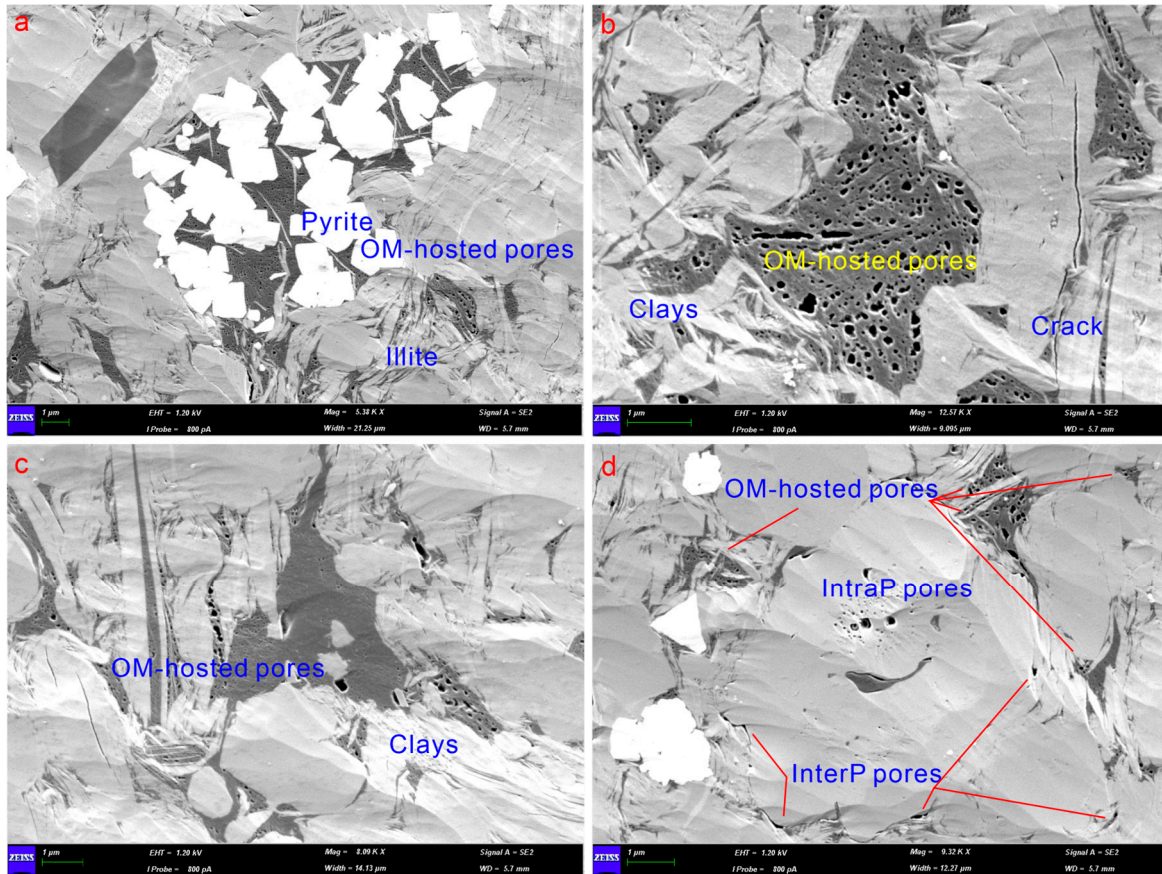 a
Pyrite
OM-hosted pores
Illite
ZEISS
1 µm
EHT = 1.20 kV
Mag = 5.38 K X
Signal A = SE2
I Probe = 800 pA
Width = 21.25 µm
WD = 5.7 mm
b
OM-hosted pores
Clays
Crack
ZEISS
1 µm
EHT = 1.20 kV
Mag = 12.57 K X
Signal A = SE2
I Probe = 800 pA
Width = 9.095 µm
WD = 5.7 mm
c
OM-hosted pores
Clays
ZEISS
1 µm
EHT = 1.20 kV
Mag = 8.09 K X
Signal A = SE2
I Probe = 800 pA
Width = 14.13 µm
WD = 5.7 mm
d
OM-hosted pores
IntraP pores
InterP pores
ZEISS
1 µm
EHT = 1.20 kV
Mag = 9.32 K X
Signal A = SE2
I Probe = 800 pA
Width = 12.27 µm
WD = 5.7 mm